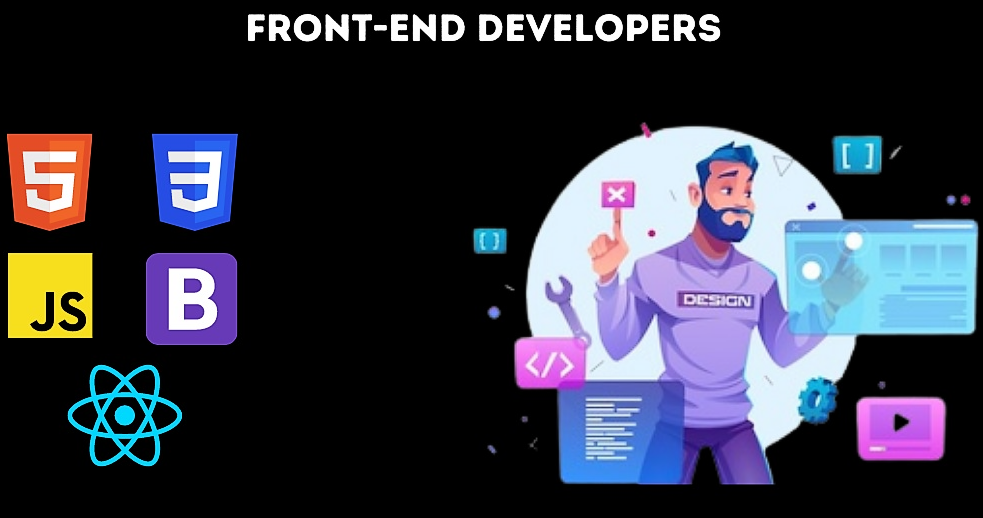 FRONT-END DEVELOPERS
5
3
JS
B
[ ]
×
{ }
DESIGN
</>